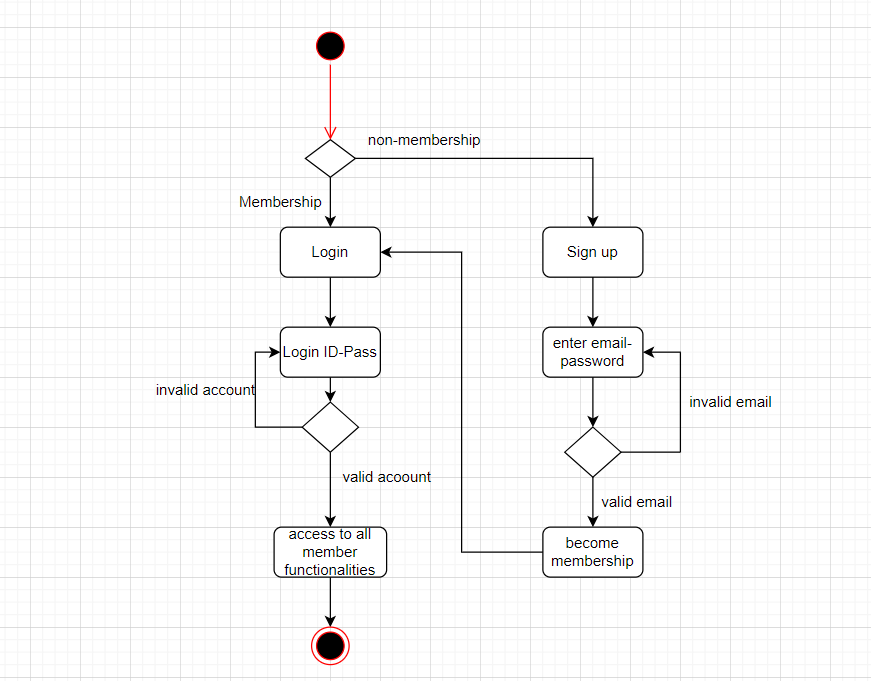 non-membership
Membership
Login
Sign up
Login ID-Pass
enter email-
password
invalid account
invalid email
valid acoount
valid email
access to all
member
functionalities
become
membership